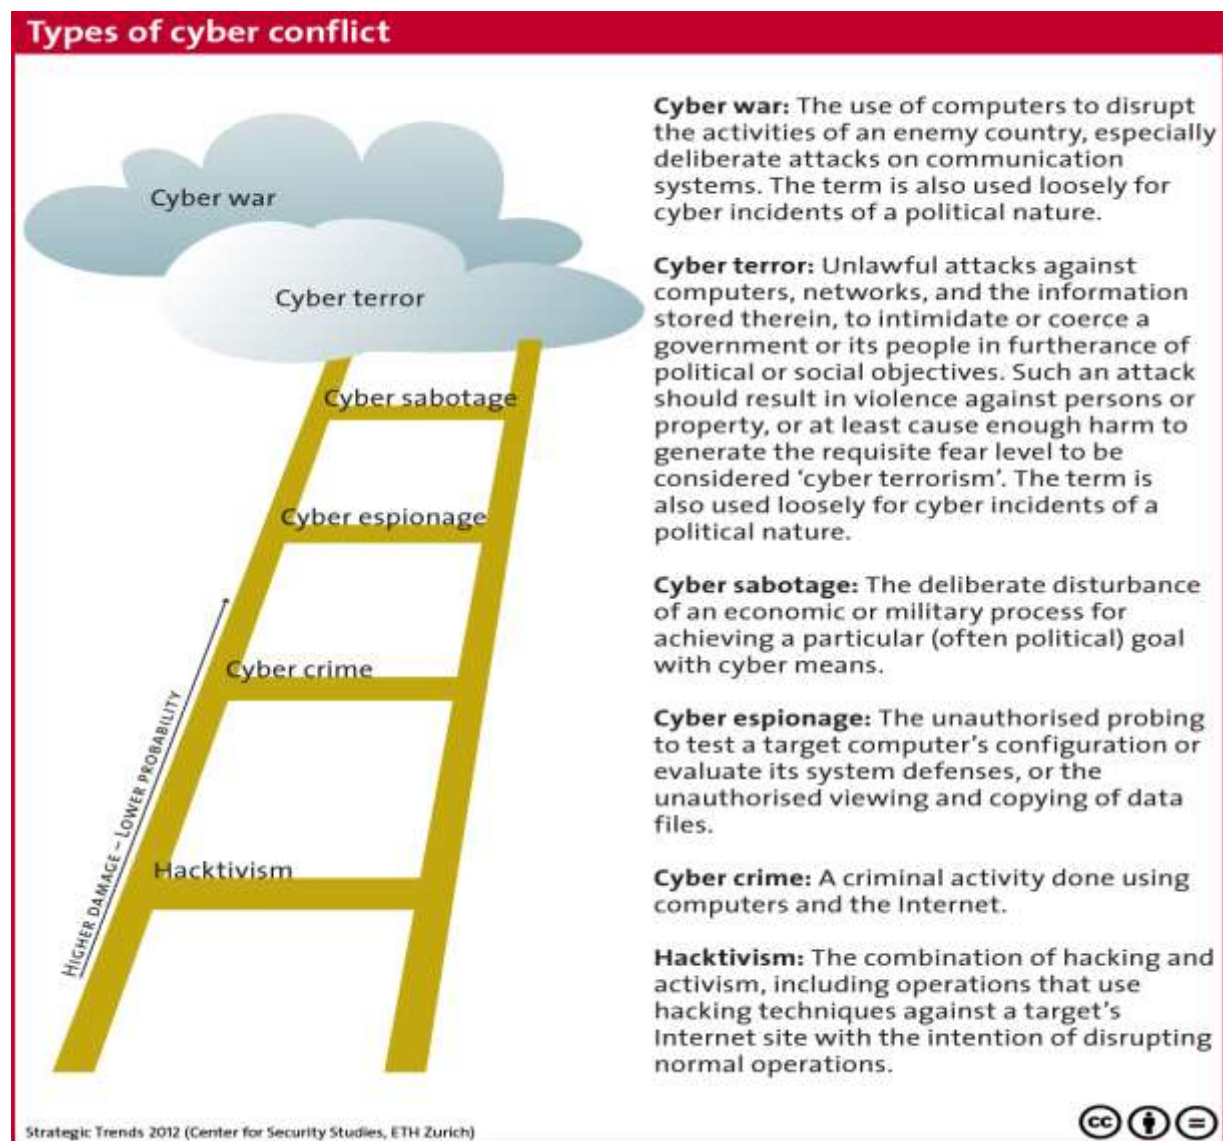 Types of cyber conflict
Cyber war
Cyber terror
Cyber sabotage
Cyber espionage
Cyber crime
Hacktivism
HIGHER DAMAGE – LOWER PROBABILITY
Cyber war: The use of computers to disrupt
the activities of an enemy country, especially
deliberate attacks on communication
systems. The term is also used loosely for
cyber incidents of a political nature.
Cyber terror: Unlawful attacks against
computers, networks, and the information
stored therein, to intimidate or coerce a
government or its people in furtherance of
political or social objectives. Such an attack
should result in violence against persons or
property, or at least cause enough harm to
generate the requisite fear level to be
considered ‘cyber terrorism’. The term is
also used loosely for cyber incidents of a
political nature.
Cyber sabotage: The deliberate disturbance
of an economic or military process for
achieving a particular (often political) goal
with cyber means.
Cyber espionage: The unauthorised probing
to test a target computer’s configuration or
evaluate its system defenses, or the
unauthorised viewing and copying of data
files.
Cyber crime: A criminal activity done using
computers and the Internet.
Hacktivism: The combination of hacking and
activism, including operations that use
hacking techniques against a target’s
Internet site with the intention of disrupting
normal operations.
Strategic Trends 2012 (Center for Security Studies, ETH Zurich)
cc